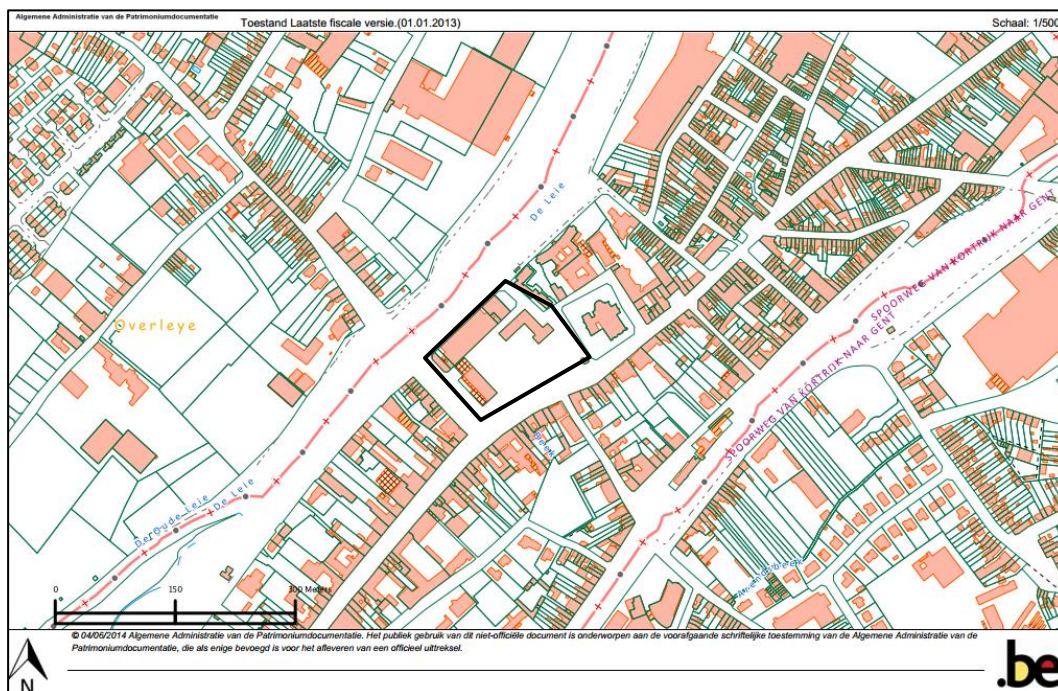 Algemene Administratie van de Patrimoniumdocumentatie
Toestand Laatste fiscale versie.(01.01.2013)
Schaal: 1/500
De Leie
SPOORWEG VAN KORTRIJK NAAR GENT
SPOORWEG VAN KORTRIJK NAAR GENT
Overleye
Beek
De Oude Leie
De Leie
Arendsbeek
0 150 300 Meters
© 04/06/2014 Algemene Administratie van de Patrimoniumdocumentatie. Het publiek gebruik van dit niet-officiële document is onderworpen aan de voorafgaande schriftelijke toestemming van de Algemene Administratie van de
Patrimoniumdocumentatie, die als enige bevoegd is voor het afleveren van een officieel uittreksel.
N
.be